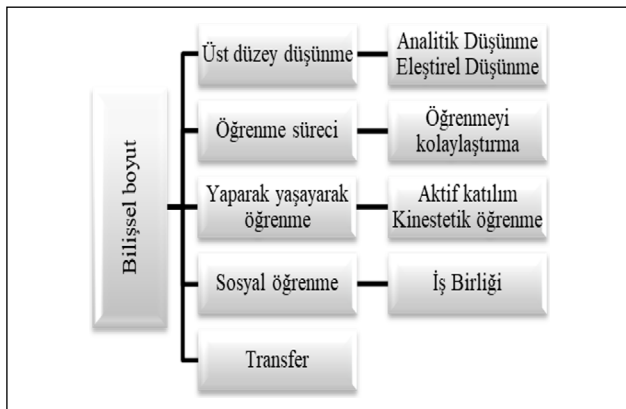 Bilişsel boyut
Üst düzey düşünme
Analitik Düşünme
Eleştirel Düşünme
Öğrenme süreci
Öğrenmeyi
kolaylaştırma
Yaparak yaşayarak
öğrenme
Aktif katılım
Kinestetik öğrenme
Sosyal öğrenme
İş Birliği
Transfer